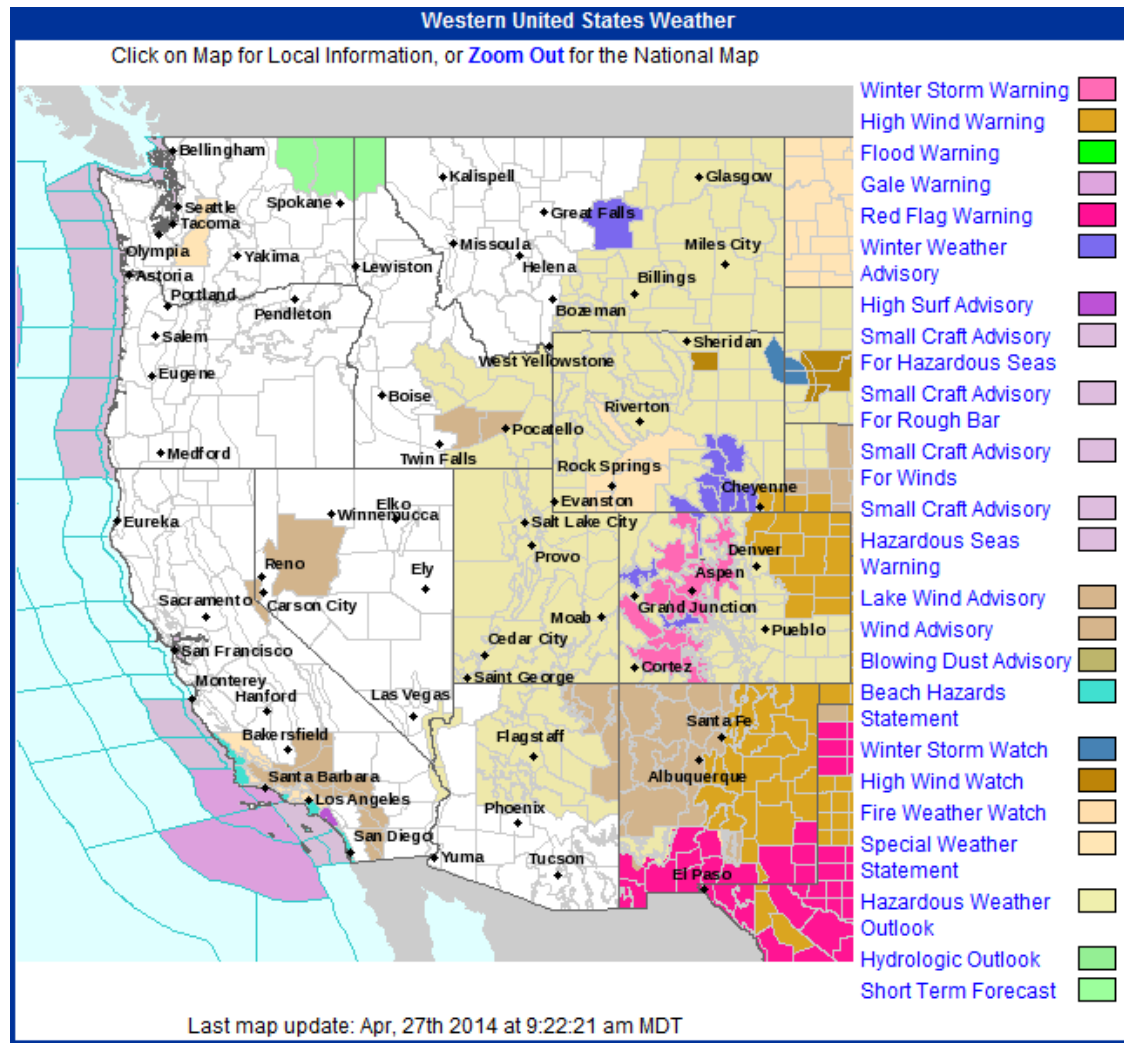 Western United States Weather
Click on Map for Local Information, or Zoom Out for the National Map
Bellingham
Kalispell
Glasgow
Seattle
Spokane
Great Falls
Tacoma
Olympia
Yakima
Missoula
Miles City
Astoria
Lewiston
Helena
Portland
Billings
Pendleton
Bozeman
Salem
Sheridan
West Yellowstone
Eugene
Boise
Riverton
Pocatello
Medford
Twin Falls
Rock Springs
Cheyenne
Evanston
Elko
Eureka
Winnemucca
Salt Lake City
Provo
Denver
Reno
Ely
Aspen
Sacramento
Carson City
Grand Junction
Moab
Pueblo
San Francisco
Cedar City
Cortez
Saint George
Monterey
Hanford
Las Vegas
Santa Fe
Bakersfield
Flagstaff
Santa Barbara
Albuquerque
Los Angeles
Phoenix
San Diego
Yuma
Tucson
El Paso
Winter Storm Warning
High Wind Warning
Flood Warning
Gale Warning
Red Flag Warning
Winter Weather
Advisory
High Surf Advisory
Small Craft Advisory
For Hazardous Seas
Small Craft Advisory
For Rough Bar
Small Craft Advisory
For Winds
Small Craft Advisory
Hazardous Seas
Warning
Lake Wind Advisory
Wind Advisory
Blowing Dust Advisory
Beach Hazards
Statement
Winter Storm Watch
High Wind Watch
Fire Weather Watch
Special Weather
Statement
Hazardous Weather
Outlook
Hydrologic Outlook
Short Term Forecast
Last map update: Apr, 27th 2014 at 9:22:21 am MDT